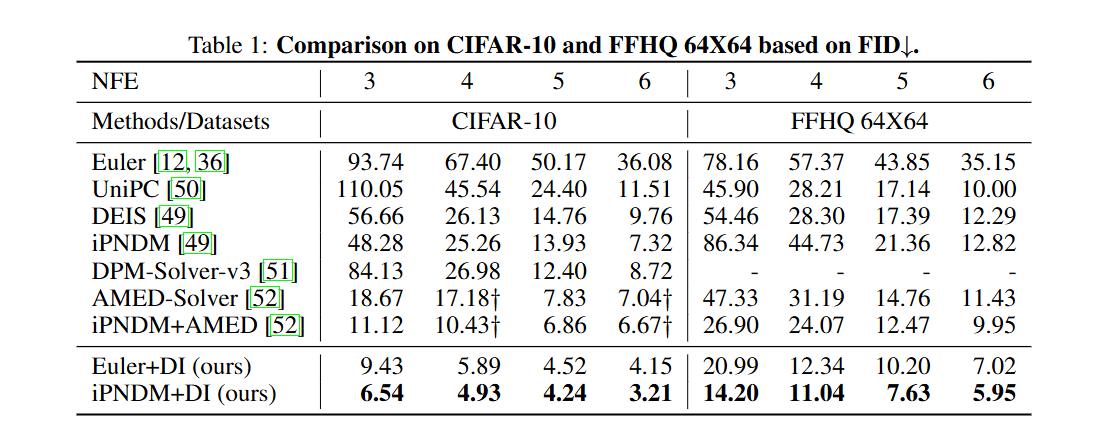 Table 1: Comparison on CIFAR-10 and FFHQ 64X64 based on FID↓.
NFE 3 4 5 6 3 4 5 6
Methods/Datasets CIFAR-10 FFHQ 64X64
Euler [12, 36] 93.74 67.40 50.17 36.08 78.16 57.37 43.85 35.15
UniPC [50] 110.05 45.54 24.40 11.51 45.90 28.21 17.14 10.00
DEIS [49] 56.66 26.13 14.76 9.76 54.46 28.30 17.39 12.29
iPNDM [49] 48.28 25.26 13.93 7.32 86.34 44.73 21.36 12.82
DPM-Solver-v3 [51] 84.13 26.98 12.40 8.72 - - - -
AMED-Solver [52] 18.67 17.18† 7.83 7.04† 47.33 31.19 14.76 11.43
iPNDM+AMED [52] 11.12 10.43† 6.86 6.67† 26.90 24.07 12.47 9.95
Euler+DI (ours) 9.43 5.89 4.52 4.15 20.99 12.34 10.20 7.02
iPNDM+DI (ours) 6.54 4.93 4.24 3.21 14.20 11.04 7.63 5.95